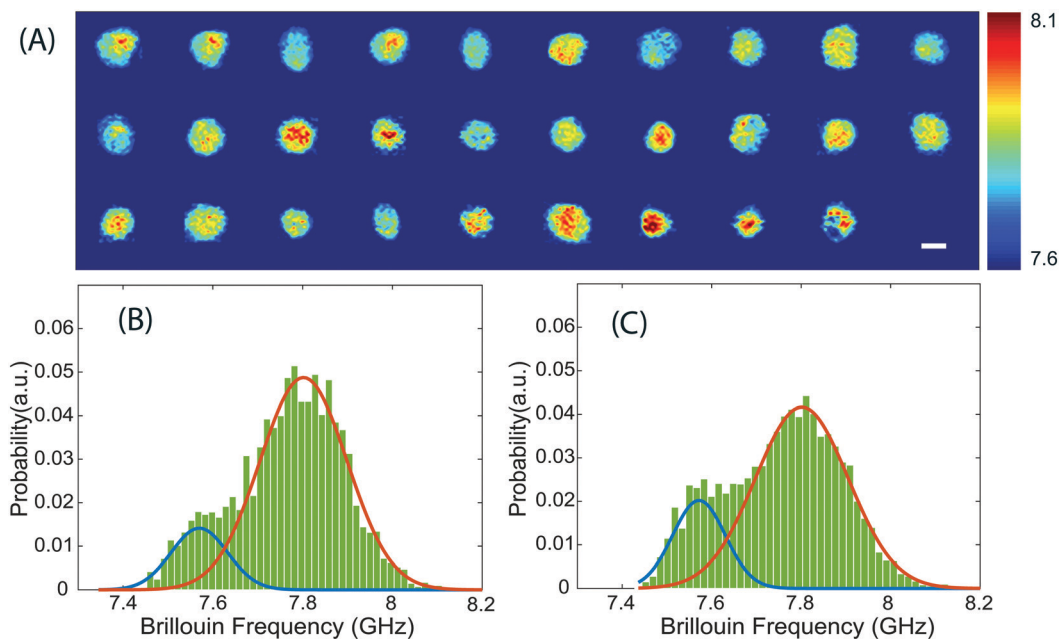 (A)
8.1
7.6
(B)
0.06
0.05
0.04
0.03
0.02
0.01
0
Probability(a.u.)
7.4 7.6 7.8 8 8.2
Brillouin Frequency (GHz)
(C)
0.06
0.05
0.04
0.03
0.02
0.01
0
Probability(a.u.)
7.4 7.6 7.8 8 8.2
Brillouin Frequency (GHz)